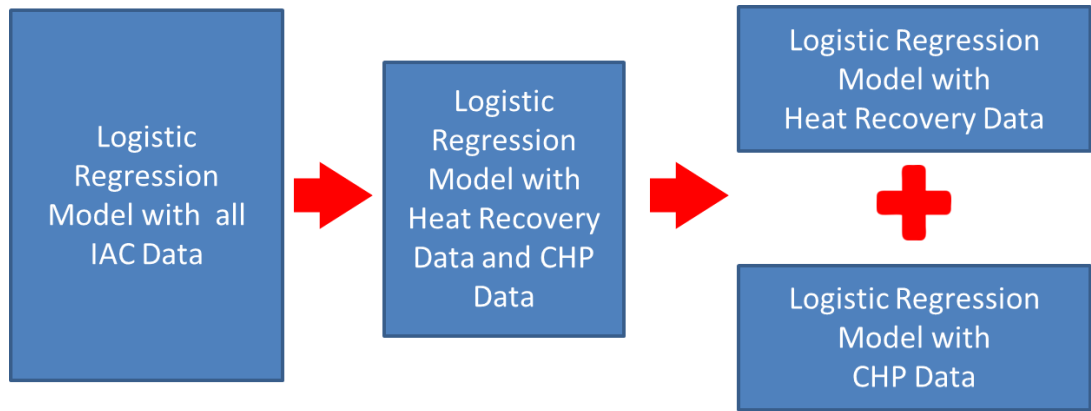 Logistic
Regression
Model with  all
IAC Data
Logistic
Regression
Model with
Heat Recovery
Data and CHP
Data
Logistic Regression
Model with
Heat Recovery Data
Logistic Regression
Model with
CHP Data